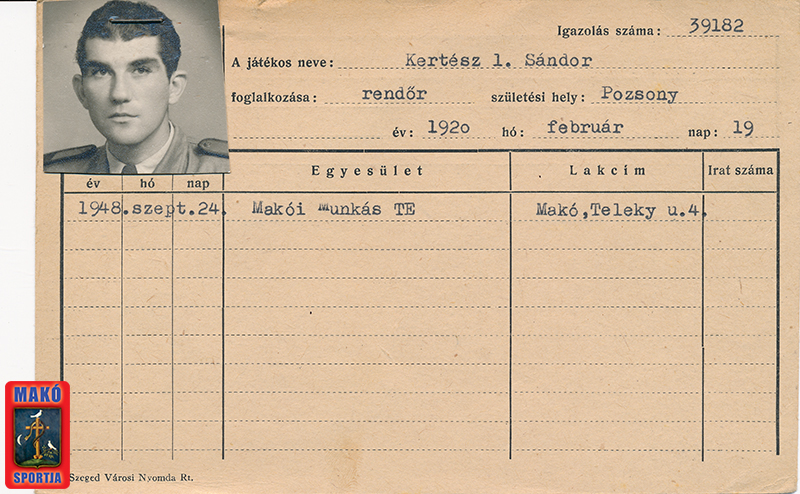 Igazolás száma: 39182
A játékos neve: Kertész l. Sándor
foglalkozása: rendőr születési hely: Pozsony
év: 192o hó: február nap: 19
év hó nap Egyesület Lakcím Irat száma
1948.szept.24. Makói Munkás TE Makó,Teleky u.4.
MAKÓ
SPORTJA
Szeged Városi Nyomda Rt.